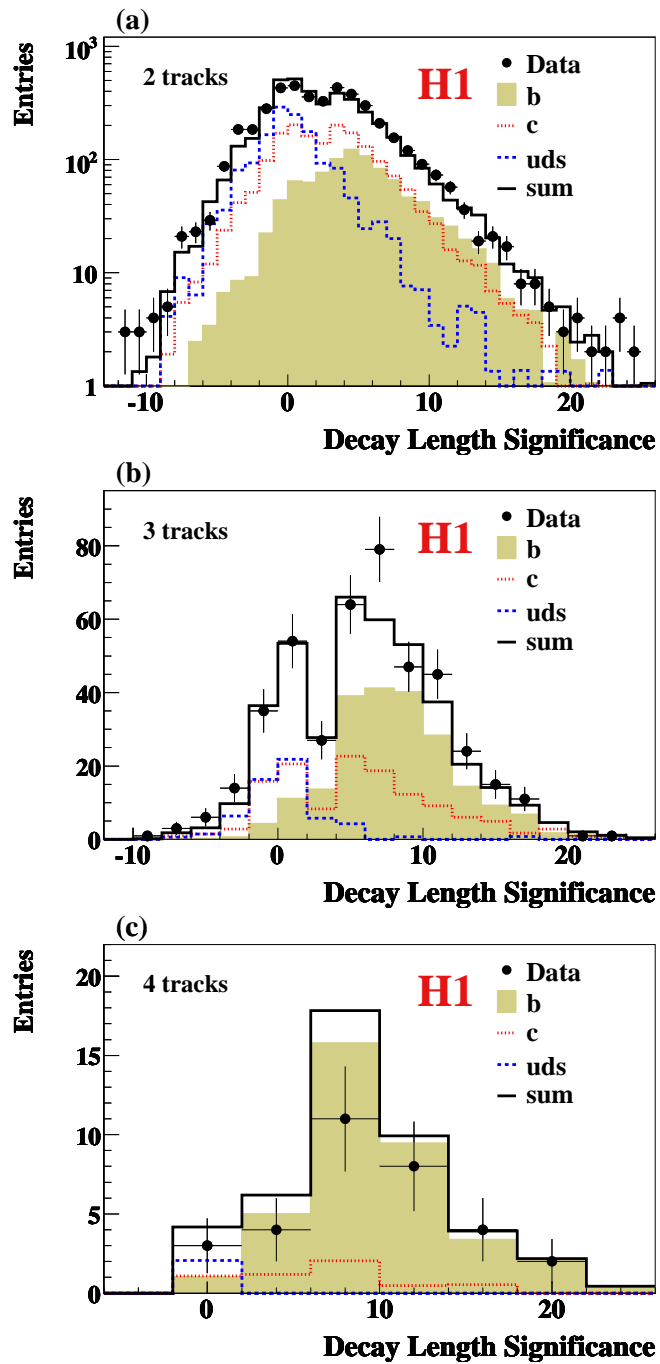 (a)
Entries
10³
10²
10
1
2 tracks
H1
Data
b
c
uds
sum
-10 0 10 20
Decay Length Significance
(b)
Entries
80
60
40
20
0
3 tracks
H1
Data
b
c
uds
sum
-10 0 10 20
Decay Length Significance
(c)
Entries
20
15
10
5
0
4 tracks
H1
Data
b
c
uds
sum
0 10 20
Decay Length Significance